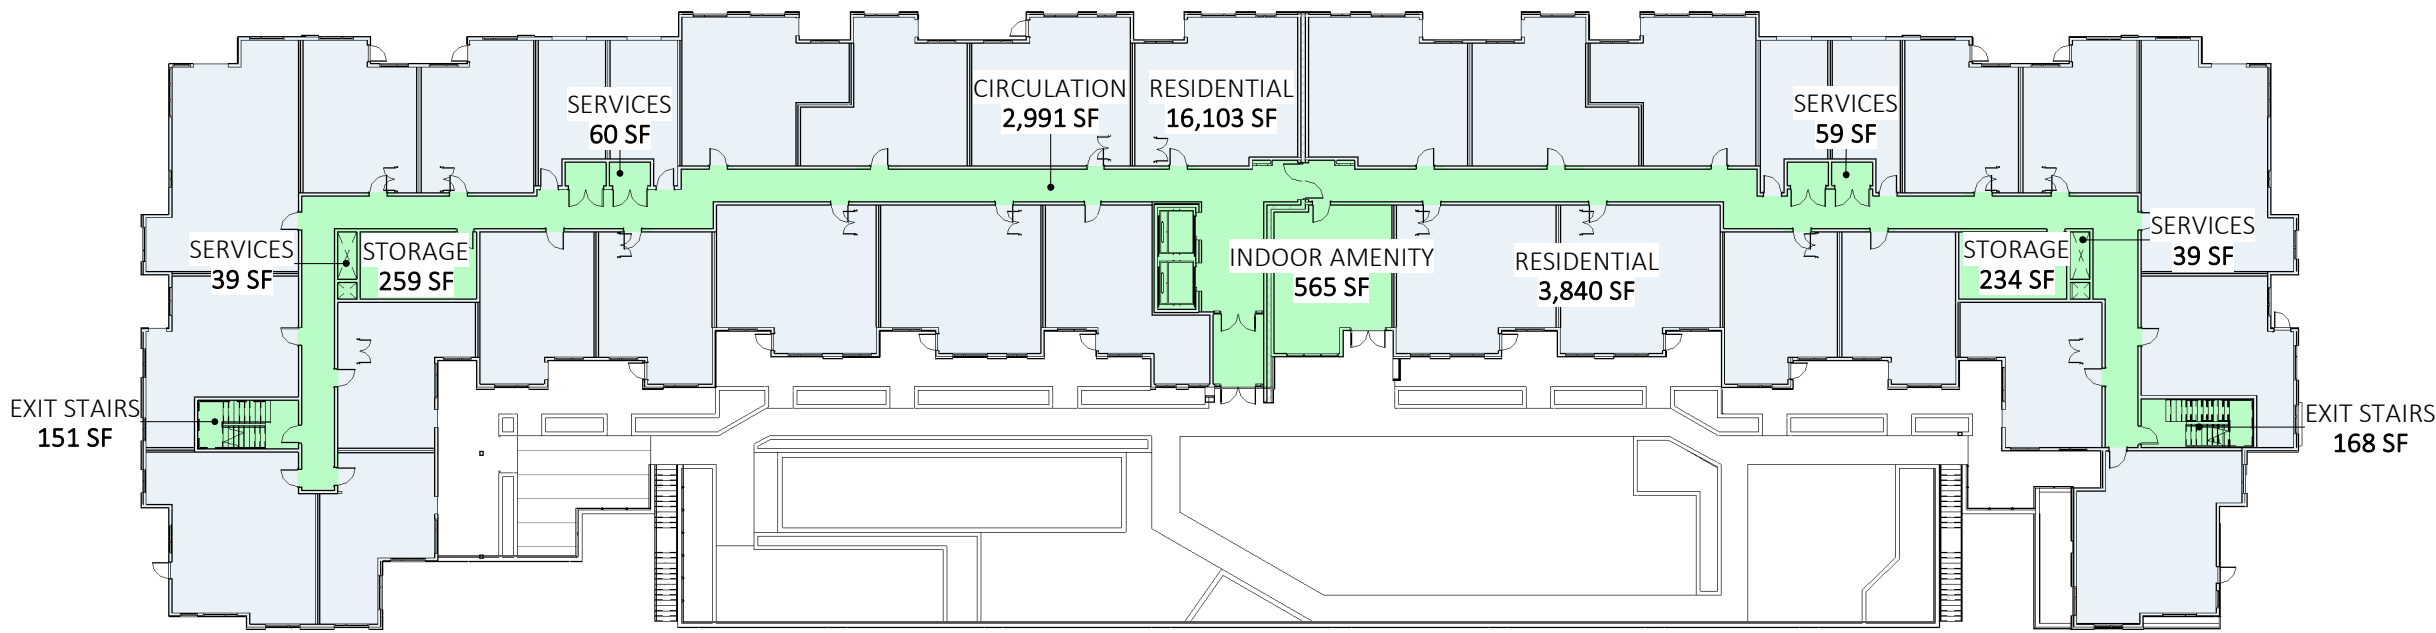 CIRCULATION
2,991 SF
RESIDENTIAL
16,103 SF
SERVICES
60 SF
SERVICES
59 SF
SERVICES
39 SF
STORAGE
259 SF
INDOOR AMENITY
565 SF
RESIDENTIAL
3,840 SF
STORAGE
234 SF
SERVICES
39 SF
EXIT STAIRS
151 SF
EXIT STAIRS
168 SF